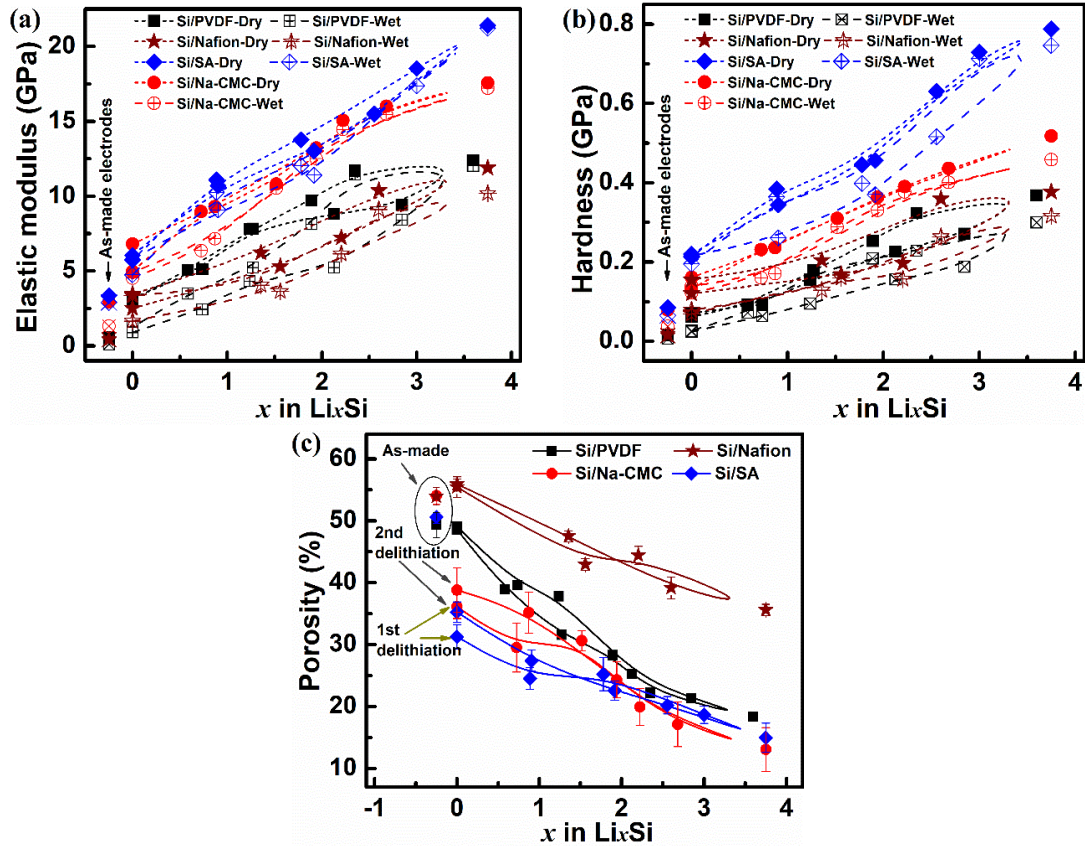 (a)
Si/PVDF-Dry Si/PVDF-Wet
Si/Nafion-Dry Si/Nafion-Wet
Si/SA-Dry Si/SA-Wet
Si/Na-CMC-Dry
Si/Na-CMC-Wet
As-made electrodes
Elastic modulus (GPa)
20
15
10
5
0
0 1 2 3 4
x in LixSi
(b)
Si/PVDF-Dry Si/PVDF-Wet
Si/Nafion-Dry Si/Nafion-Wet
Si/SA-Dry Si/SA-Wet
Si/Na-CMC-Dry
Si/Na-CMC-Wet
As-made electrodes
Hardness (GPa)
0.8
0.6
0.4
0.2
0.0
0 1 2 3 4
x in LixSi
(c)
As-made
Si/PVDF Si/Nafion
Si/Na-CMC Si/SA
2nd
delithiation
1st
delithiation
Porosity (%)
60
50
40
30
20
10
-1 0 1 2 3 4
x in LixSi